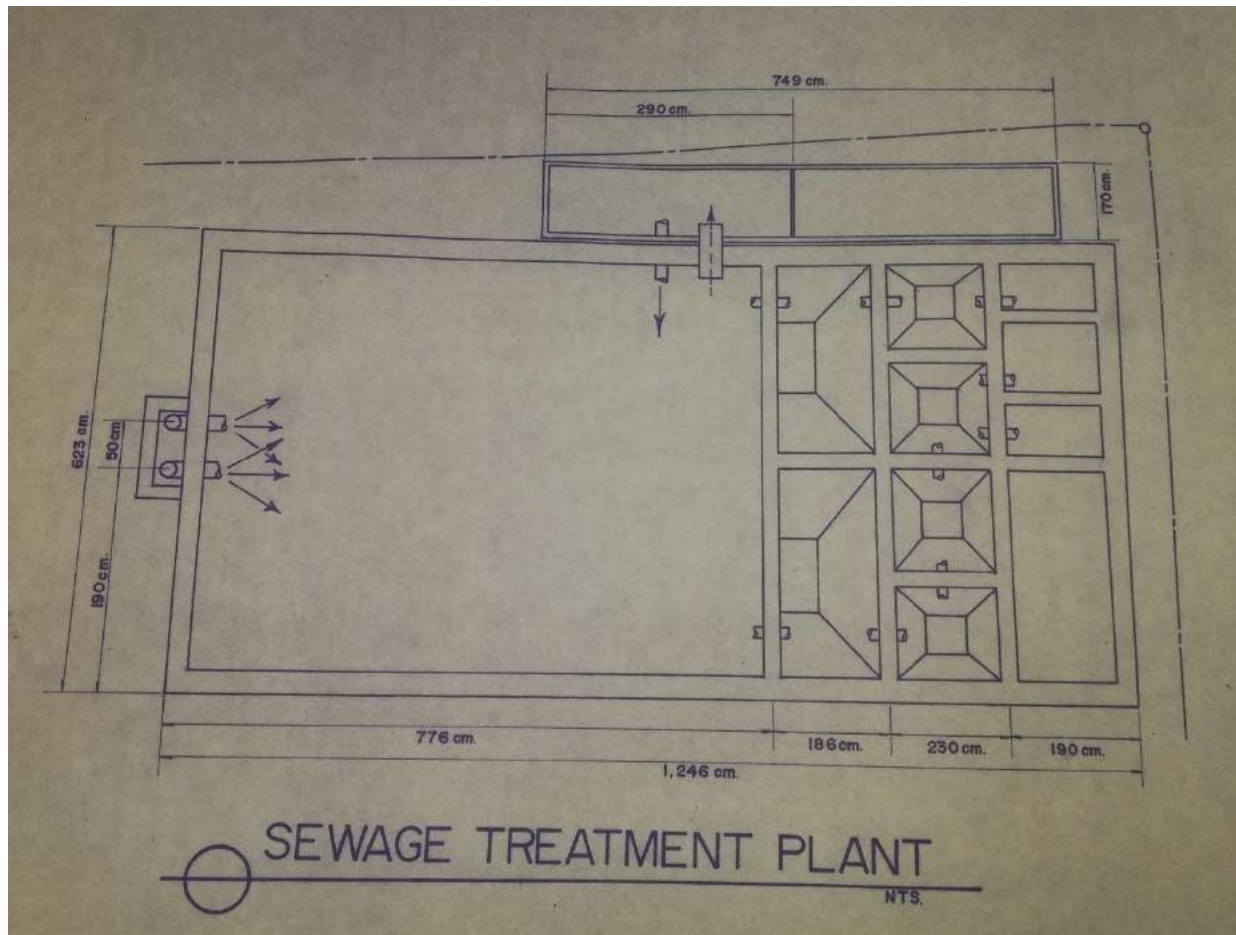 749 cm.
290 cm.
170 cm.
623 cm.
50 cm
190 cm.
776 cm.
186 cm.
230 cm.
190 cm.
1,246 cm.
SEWAGE TREATMENT PLANT
NTS.